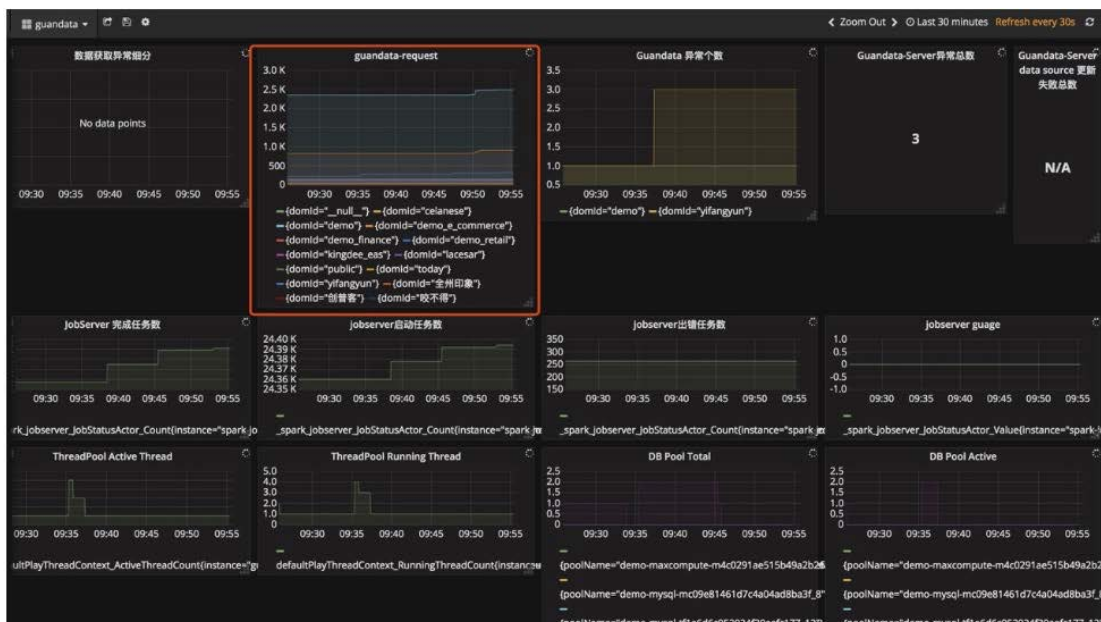 guandata
Zoom Out
Last 30 minutes
Refresh every 30s
数据获取异常细分
No data points
09:30 09:35 09:40 09:45 09:50 09:55
guandata-request
3.0 K
2.5 K
2.0 K
1.5 K
1.0 K
500
0
09:30 09:35 09:40 09:45 09:50 09:55
{domId="__null__"} {domId="celanese"}
{domId="demo"} {domId="demo_e_commerce"}
{domId="demo_finance"} {domId="demo_retail"}
{domId="kingdee_eas"} {domId="lacesar"}
{domId="public"} {domId="today"}
{domId="yifangyun"} {domId="全州印象"}
{domId="创普客"} {domId="咬不得"}
Guandata 异常个数
3.5
3.0
2.5
2.0
1.5
1.0
0.5
09:30 09:35 09:40 09:45 09:50 09:55
{domId="demo"} {domId="yifangyun"}
Guandata-Server异常总数
3
Guandata-Server
data source 更新
失败总数
N/A
JobServer 完成任务数
09:30 09:35 09:40 09:45 09:50 09:55
rk_jobserver_JobStatusActor_Count{instance="spark-jo
jobserver启动任务数
24.40 K
24.39 K
24.38 K
24.37 K
24.36 K
24.35 K
09:30 09:35 09:40 09:45 09:50 09:55
_spark_jobserver_JobStatusActor_Count{instance="spark-jo
jobserver出错任务数
350
300
250
200
150
09:30 09:35 09:40 09:45 09:50 09:55
_spark_jobserver_JobStatusActor_Count{instance="spark-jo
jobserver guage
1.0
0.5
0
-0.5
-1.0
09:30 09:35 09:40 09:45 09:50 09:55
_spark_jobserver_JobStatusActor_Value{instance="spark-
ThreadPool Active Thread
09:30 09:35 09:40 09:45 09:50 09:55
ultPlayThreadContext_ActiveThreadCount{instance="g
ThreadPool Running Thread
5.0
4.0
3.0
2.0
1.0
0
09:30 09:35 09:40 09:45 09:50 09:55
defaultPlayThreadContext_RunningThreadCount{instance
DB Pool Total
2.5
2.0
1.5
1.0
0.5
0
09:30 09:35 09:40 09:45 09:50 09:55
{poolName="demo-maxcompute-m4c0291ae515b49a2b2
{poolName="demo-mysql-mc09e81461d7c4a04ad8ba3f_8"
DB Pool Active
2.5
2.0
1.5
1.0
0.5
0
09:30 09:35 09:40 09:45 09:50 09:55
{poolName="demo-maxcompute-m4c0291ae515b49a2b2
{poolName="demo-mysql-mc09e81461d7c4a04ad8ba3f_